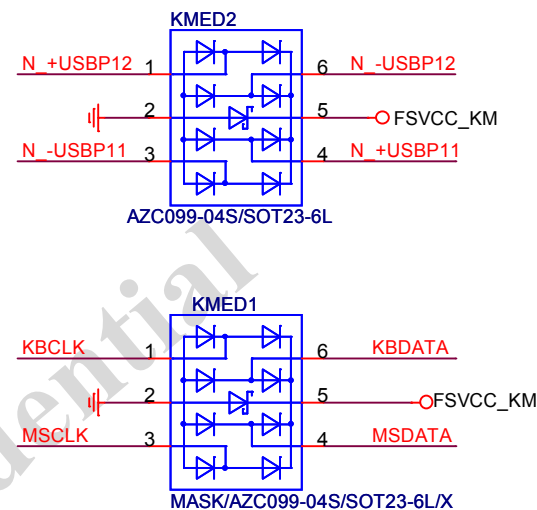 KMED2
N_+USBP12 1 6 N_-USBP12
2 5 FSVCC_KM
N_-USBP11 3 4 N_+USBP11
AZC099-04S/SOT23-6L
KMED1
KBCLK 1 6 KBDATA
2 5 FSVCC_KM
MSCLK 3 4 MSDATA
MASK/AZC099-04S/SOT23-6L/X
dential